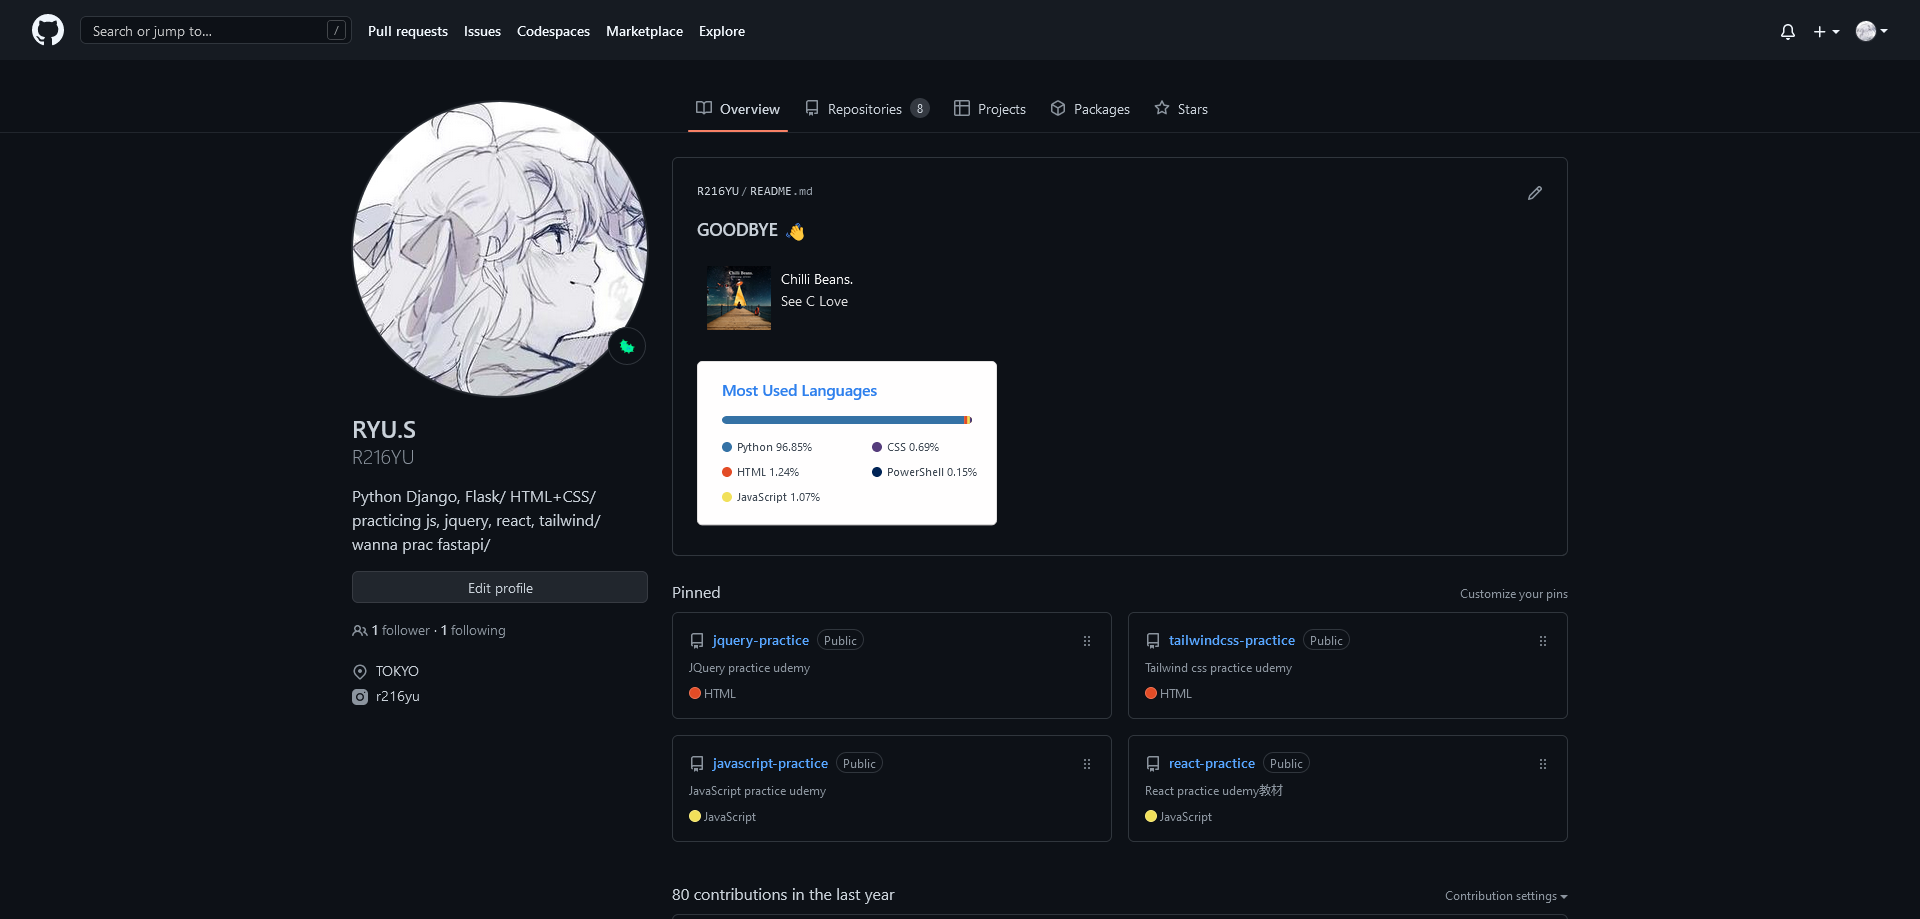 Search or jump to...
/
Pull requests
Issues
Codespaces
Marketplace
Explore
Overview
Repositories 8
Projects
Packages
Stars
RYU.S
R216YU
Python Django, Flask/ HTML+CSS/
practicing js, jquery, react, tailwind/
wanna prac fastapi/
Edit profile
1 follower · 1 following
TOKYO
r216yu
R216YU / README.md
GOODBYE 👋
Chilli Beans.
Chilli Beans.
See C Love
Most Used Languages
Python 96.85%
CSS 0.69%
HTML 1.24%
PowerShell 0.15%
JavaScript 1.07%
Pinned
Customize your pins
jquery-practice Public
JQuery practice udemy
HTML
tailwindcss-practice Public
Tailwind css practice udemy
HTML
javascript-practice Public
JavaScript practice udemy
JavaScript
react-practice Public
React practice udemy教材
JavaScript
80 contributions in the last year
Contribution settings